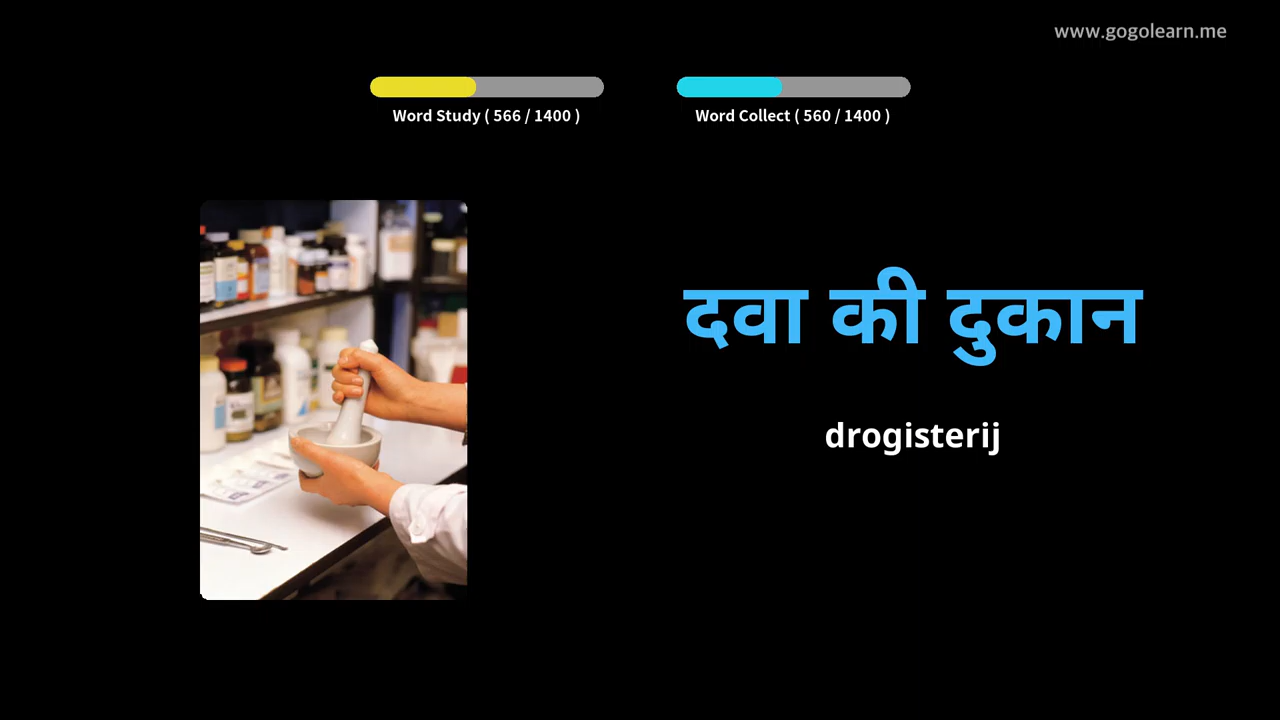 www.gogolearn.me
Word Study ( 566 / 1400 )
Word Collect ( 560 / 1400 )
दवा की दुकान
drogisterij